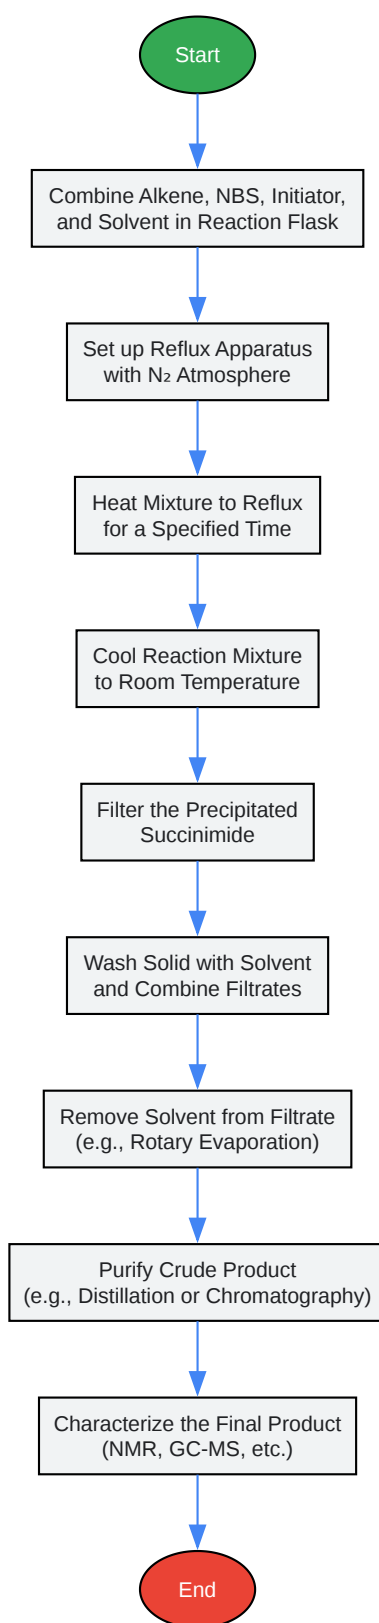 Start
Combine Alkene, NBS, Initiator,
and Solvent in Reaction Flask
Set up Reflux Apparatus
with N₂ Atmosphere
Heat Mixture to Reflux
for a Specified Time
Cool Reaction Mixture
to Room Temperature
Filter the Precipitated
Succinimide
Wash Solid with Solvent
and Combine Filtrates
Remove Solvent from Filtrate
(e.g., Rotary Evaporation)
Purify Crude Product
(e.g., Distillation or Chromatography)
Characterize the Final Product
(NMR, GC-MS, etc.)
End